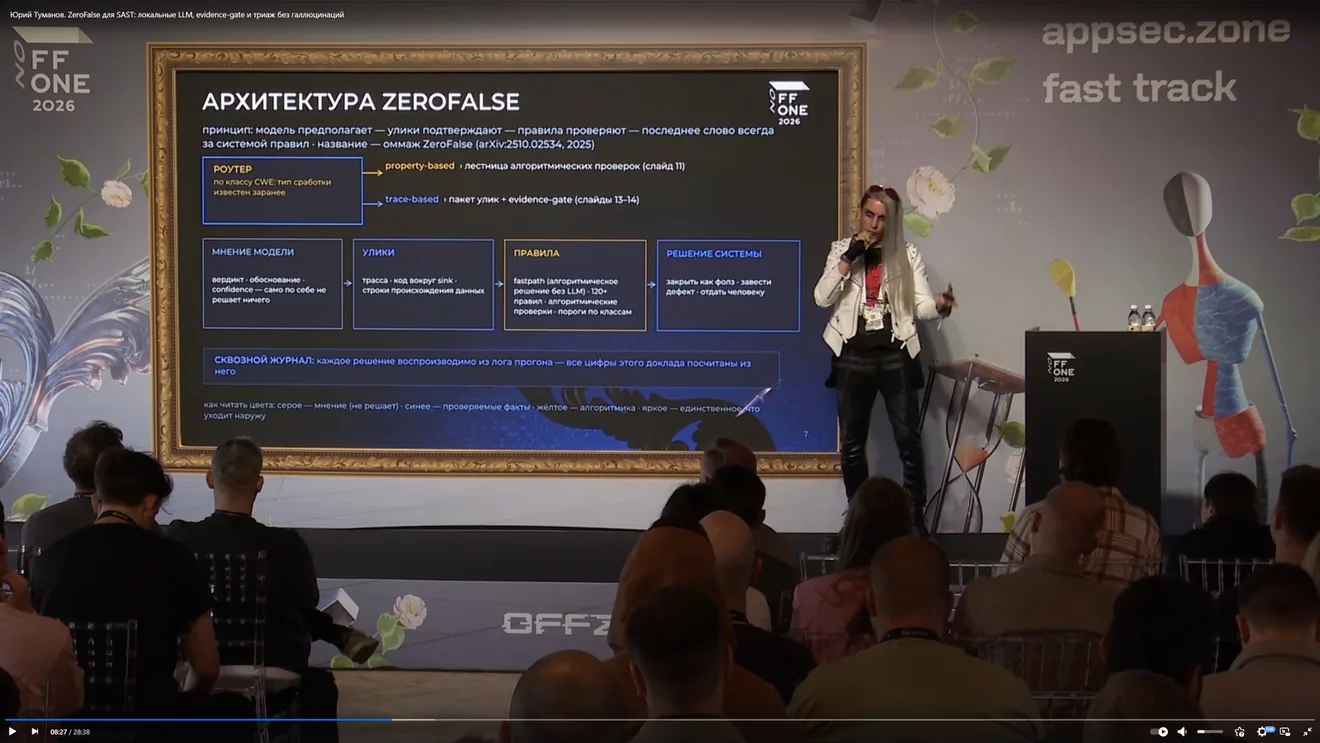 Юрий Туманов. ZeroFalse для SAST: локальные LLM, evidence-gate и триаж без галлюцинаций
FF
ONE
2026
appsec.zone
fast track
АРХИТЕКТУРА ZEROFALSE
FF
ONE
2026
принцип: модель предполагает — улики подтверждают — правила проверяют — последнее слово всегда
за системой правил · название — оммаж ZeroFalse (arXiv:2510.02534, 2025)
РОУТЕР
по классу CWE: тип сработки
известен заранее
property-based › лестница алгоритмических проверок (слайд 11)
trace-based › пакет улик + evidence-gate (слайды 13–14)
МНЕНИЕ МОДЕЛИ
вердикт · обоснование ·
confidence — само по себе не
решает ничего
УЛИКИ
трасса · код вокруг sink ·
строки происхождения данных
ПРАВИЛА
fastpath (алгоритмическое
решение без LLM) · 120+
правил · алгоритмические
проверки · пороги по классам
РЕШЕНИЕ СИСТЕМЫ
закрыть как фолз · завести
дефект · отдать человеку
СКВОЗНОЙ ЖУРНАЛ: каждое решение воспроизводимо из лога прогона — все цифры этого доклада посчитаны из
него
как читать цвета: серое — мнение (не решает) · синее — проверяемые факты · жёлтое — алгоритмика · яркое — единственное, что
уходит наружу
7
FF
ONE
2026
OFFZ
08:27 / 28:38